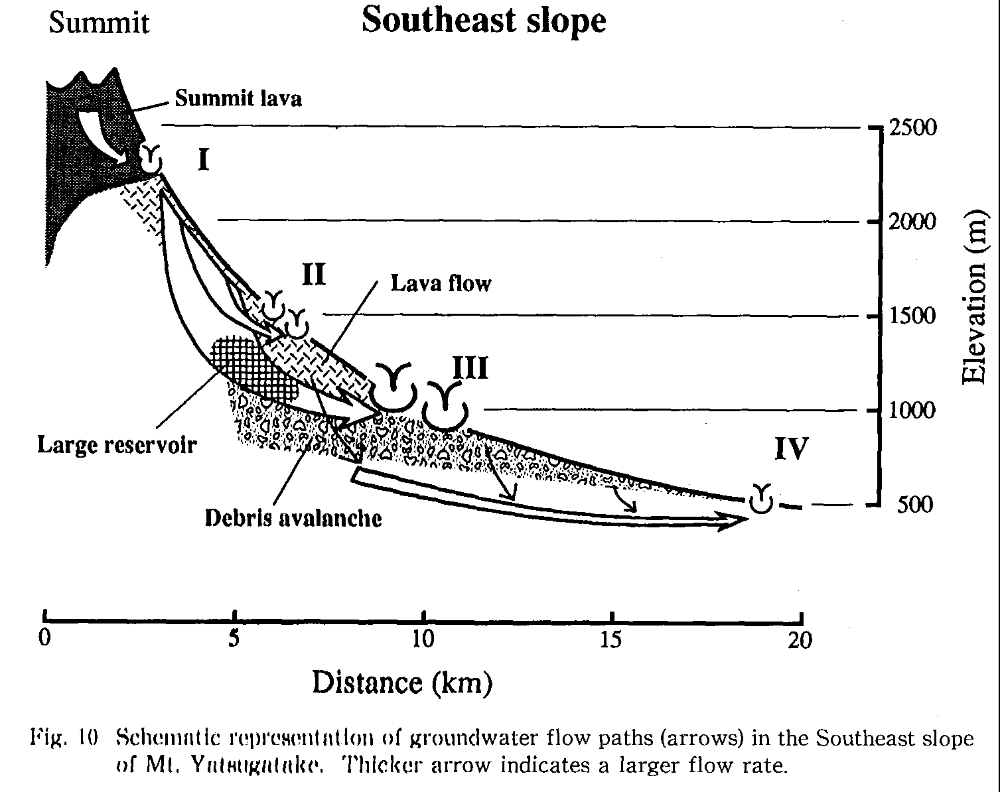 Summit
Southeast slope
Summit lava
2500
I
2000
II
Lava flow
1500
III
1000
Large reservoir
IV
Debris avalanche
500
Elevation (m)
0 5 10 15 20
Distance (km)
Fig. 10 Schematic representation of groundwater flow paths (arrows) in the Southeast slope
of Mt. Yatsugatake. Thicker arrow indicates a larger flow rate.